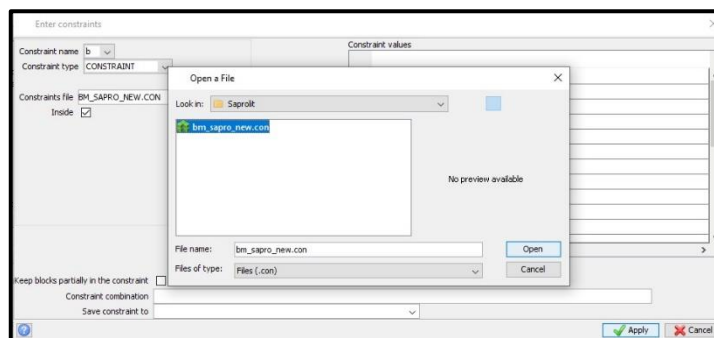 Enter constraints
Constraint name b
Constraint type CONSTRAINT
Constraints file BM_SAPRO_NEW.CON
Inside
Constraint values
Open a File
Look in: Saprolit
bm_sapro_new.con
No preview available
File name: bm_sapro_new.con Open
Files of type: Files (.con) Cancel
Keep blocks partially in the constraint
Constraint combination
Save constraint to
Apply Cancel